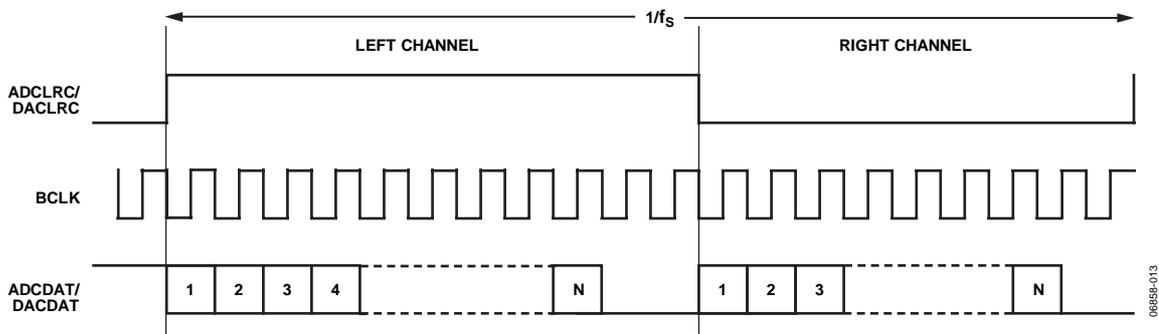 1/fS
LEFT CHANNEL RIGHT CHANNEL
ADCLRC/
DACLRC
BCLK
ADCDAT/
DACDAT
1 2 3 4 N 1 2 3 N
06858-013